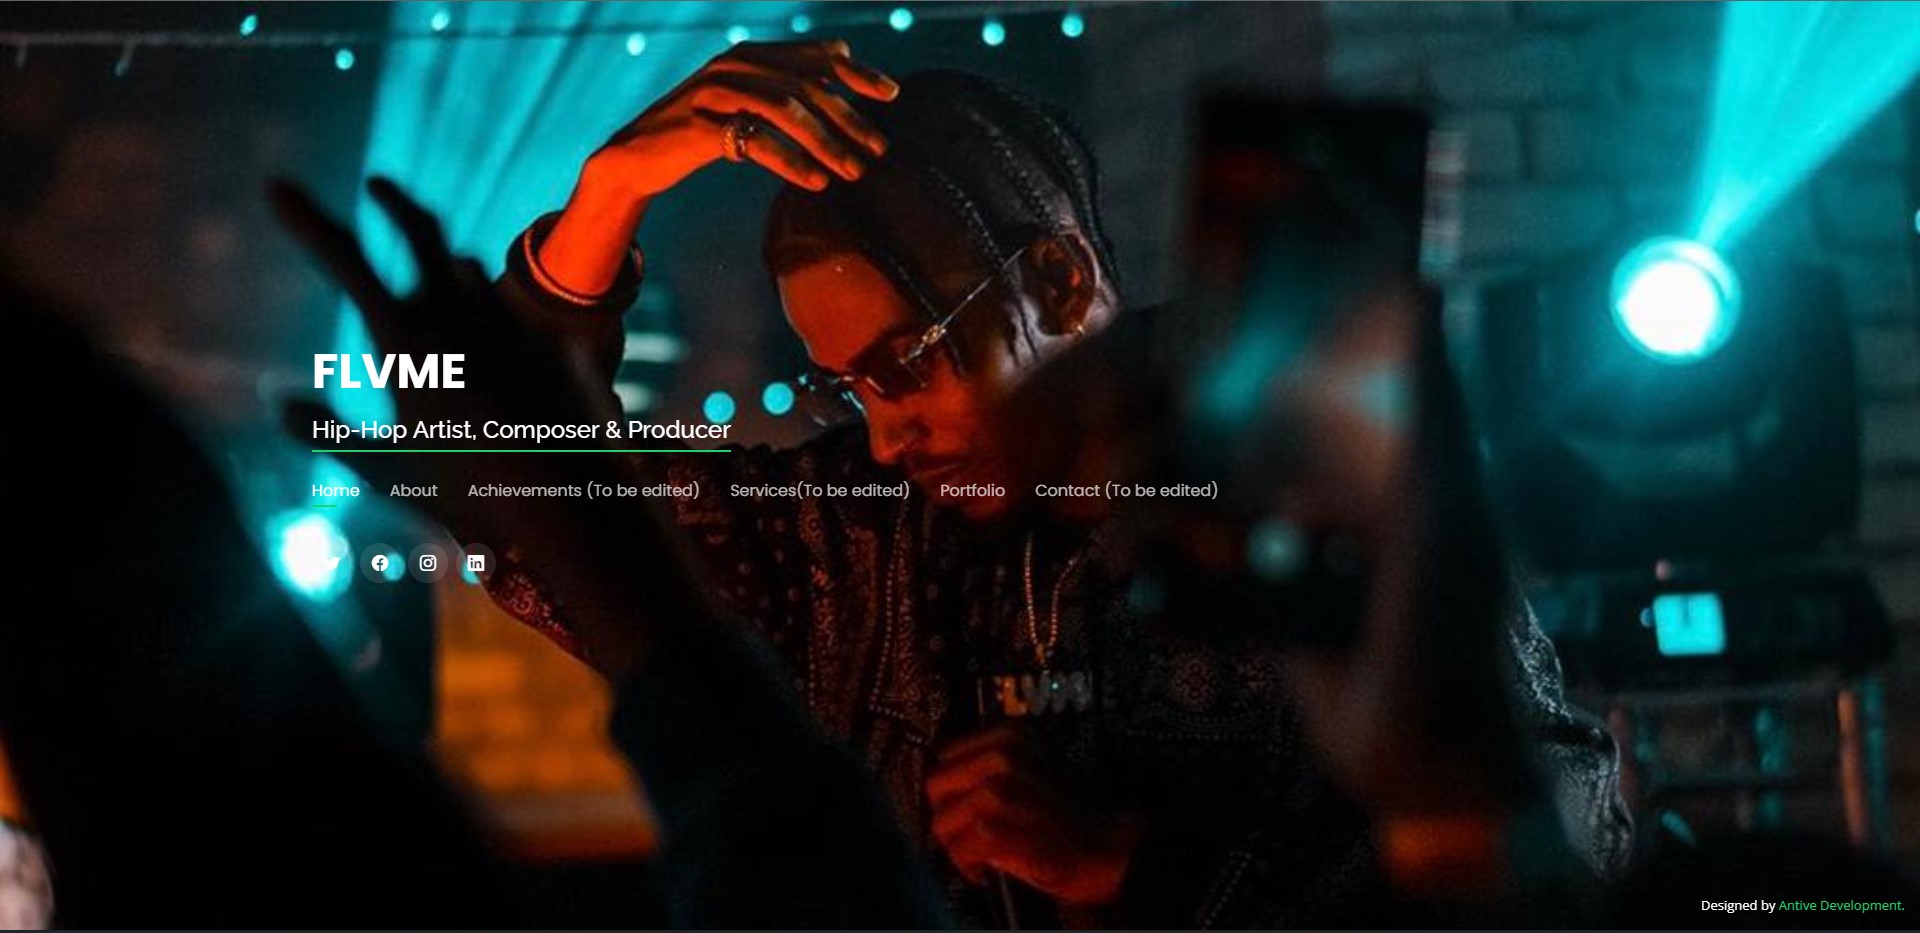 FLVME
Hip-Hop Artist, Composer & Producer
Home About Achievements (To be edited) Services(To be edited) Portfolio Contact (To be edited)
Designed by Antive Development.